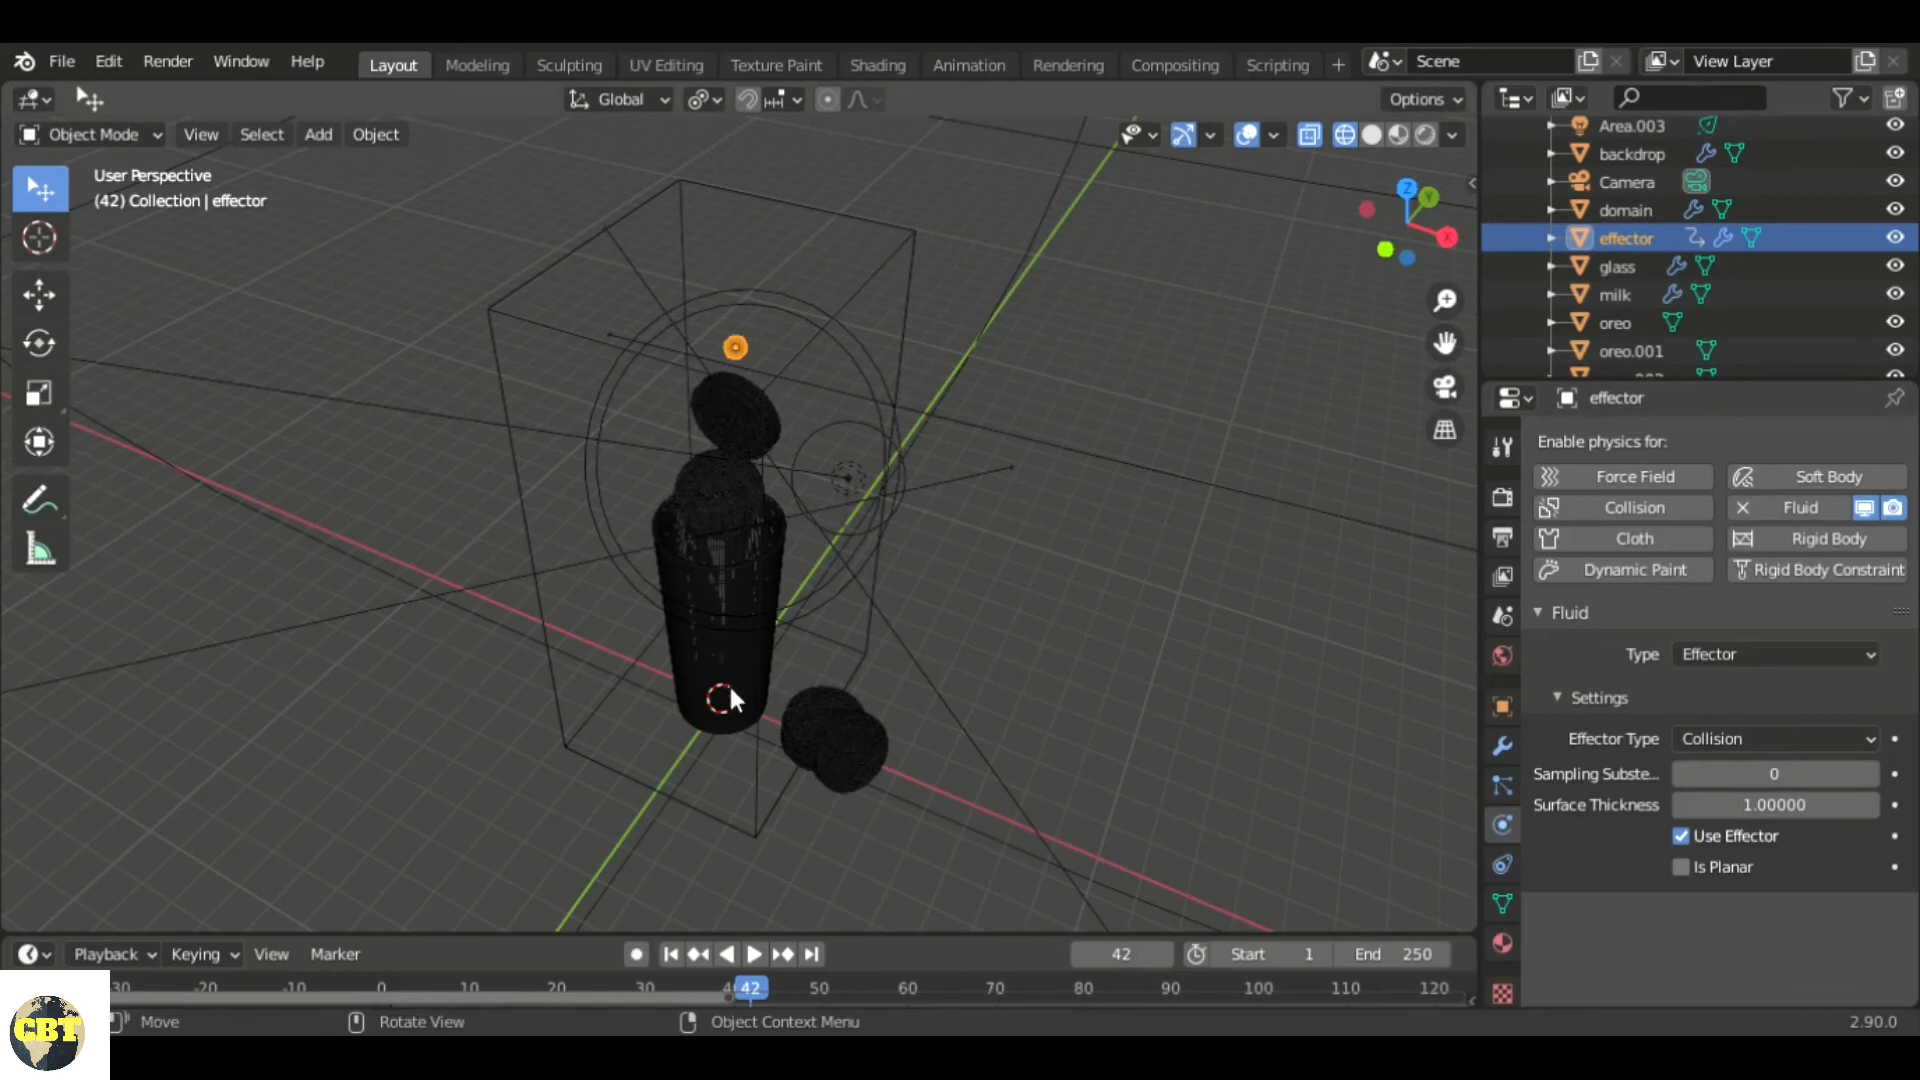 File Edit Render Window Help Layout Modeling Sculpting UV Editing Texture Paint Shading Animation Rendering Compositing Scripting + Scene View Layer
Global Options
Object Mode View Select Add Object
User Perspective
(42) Collection | effector
Z
Y
X
Area.003
backdrop
Camera
domain
effector
glass
milk
oreo
oreo.001
effector
Enable physics for:
Force Field Soft Body
Collision Fluid
Cloth Rigid Body
Dynamic Paint Rigid Body Constraint
Fluid
Type Effector
Settings
Effector Type Collision
Sampling Subste... 0
Surface Thickness 1.00000
Use Effector
Is Planar
Playback Keying View Marker 42 Start 1 End 250
-20 -10 0 10 20 30 42 50 60 70 80 90 100 110 120
Move Rotate View Object Context Menu 2.90.0
CBT